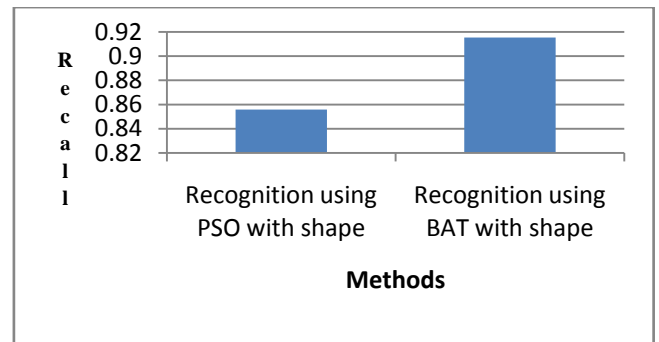 Recall
0.92
0.9
0.88
0.86
0.84
0.82
Recognition using
PSO with shape
Recognition using
BAT with shape
Methods